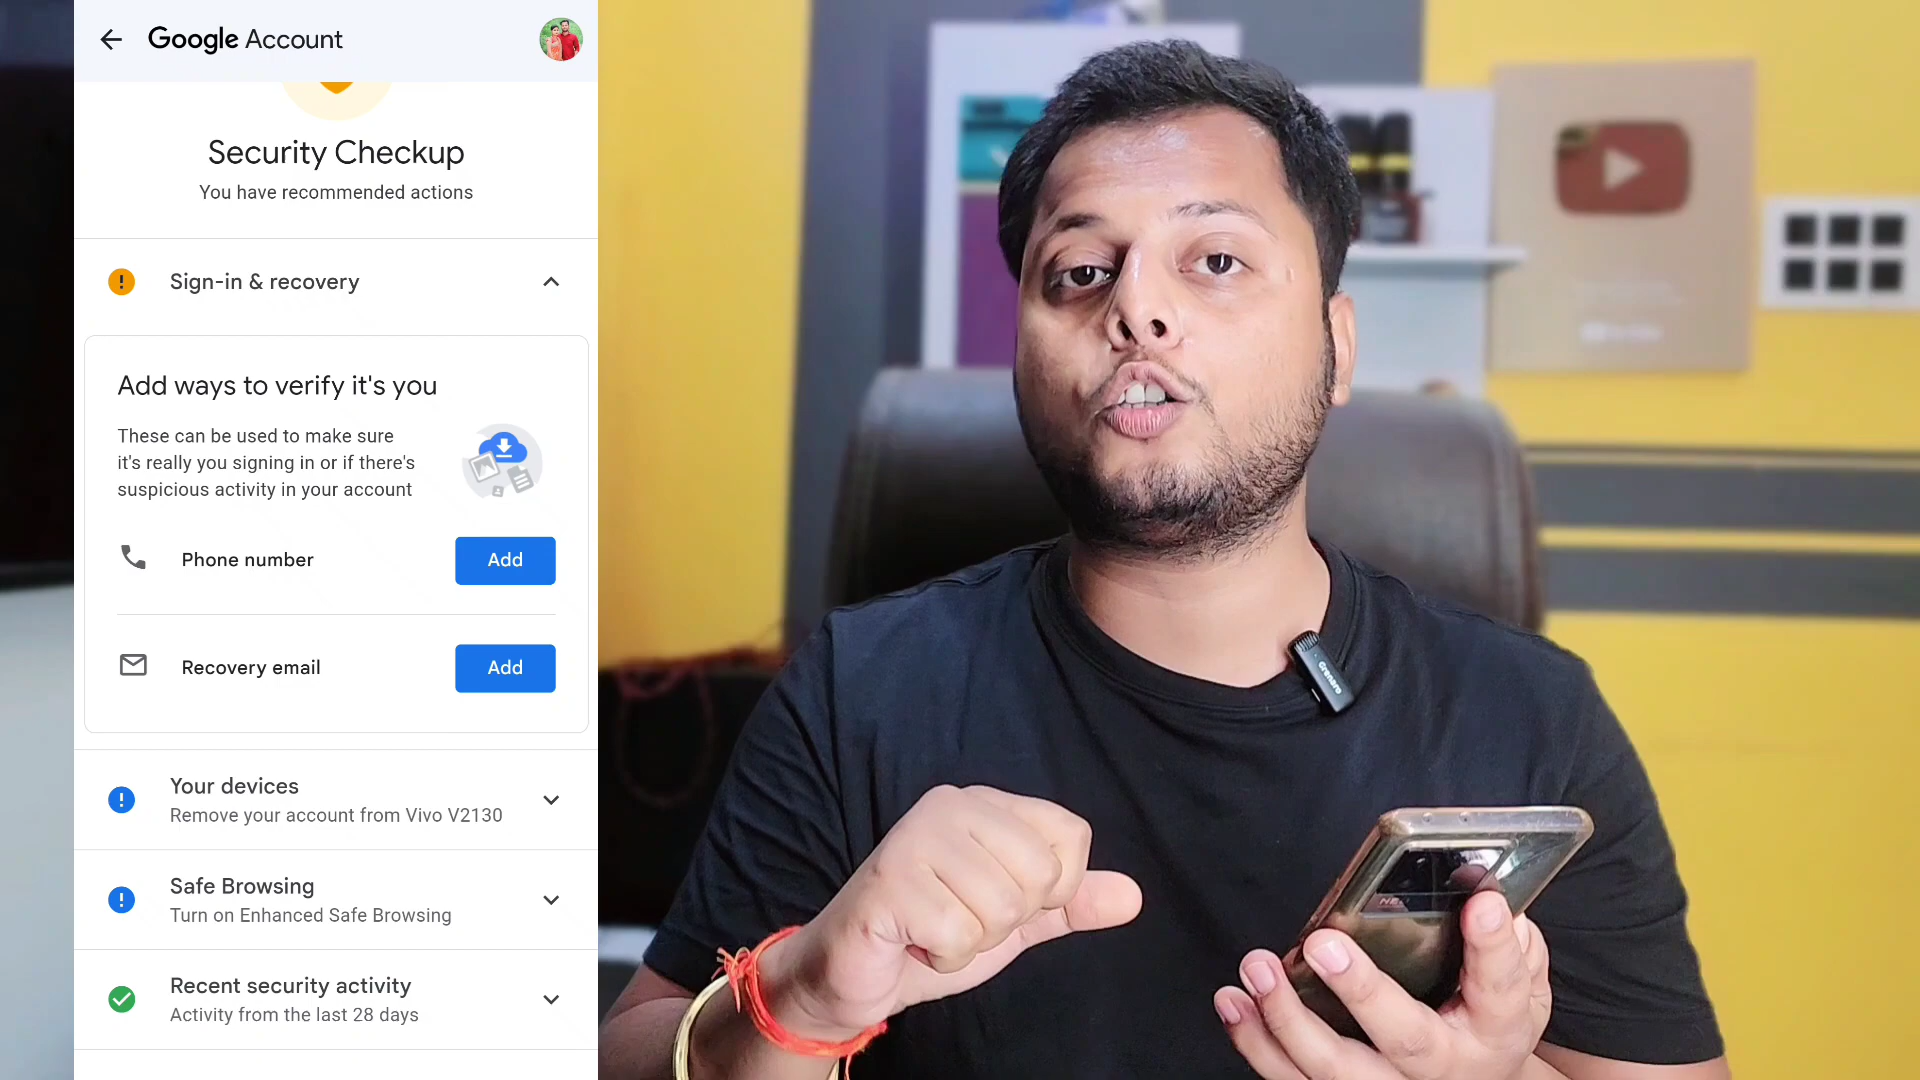 Google Account
Security Checkup
You have recommended actions
Sign-in & recovery
Add ways to verify it's you
These can be used to make sure
it's really you signing in or if there's
suspicious activity in your account
Phone number
Add
Recovery email
Add
Your devices
Remove your account from Vivo V2130
Safe Browsing
Turn on Enhanced Safe Browsing
Recent security activity
Activity from the last 28 days
Grenaro